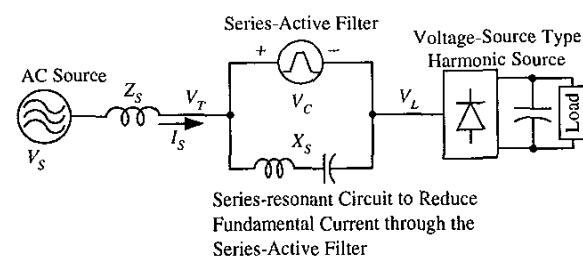 Series-Active Filter
Voltage-Source Type
Harmonic Source
AC Source
+
−
Z_S
V_T
V_C
V_L
Load
I_S
X_S
V_S
Series-resonant Circuit to Reduce
Fundamental Current through the
Series-Active Filter